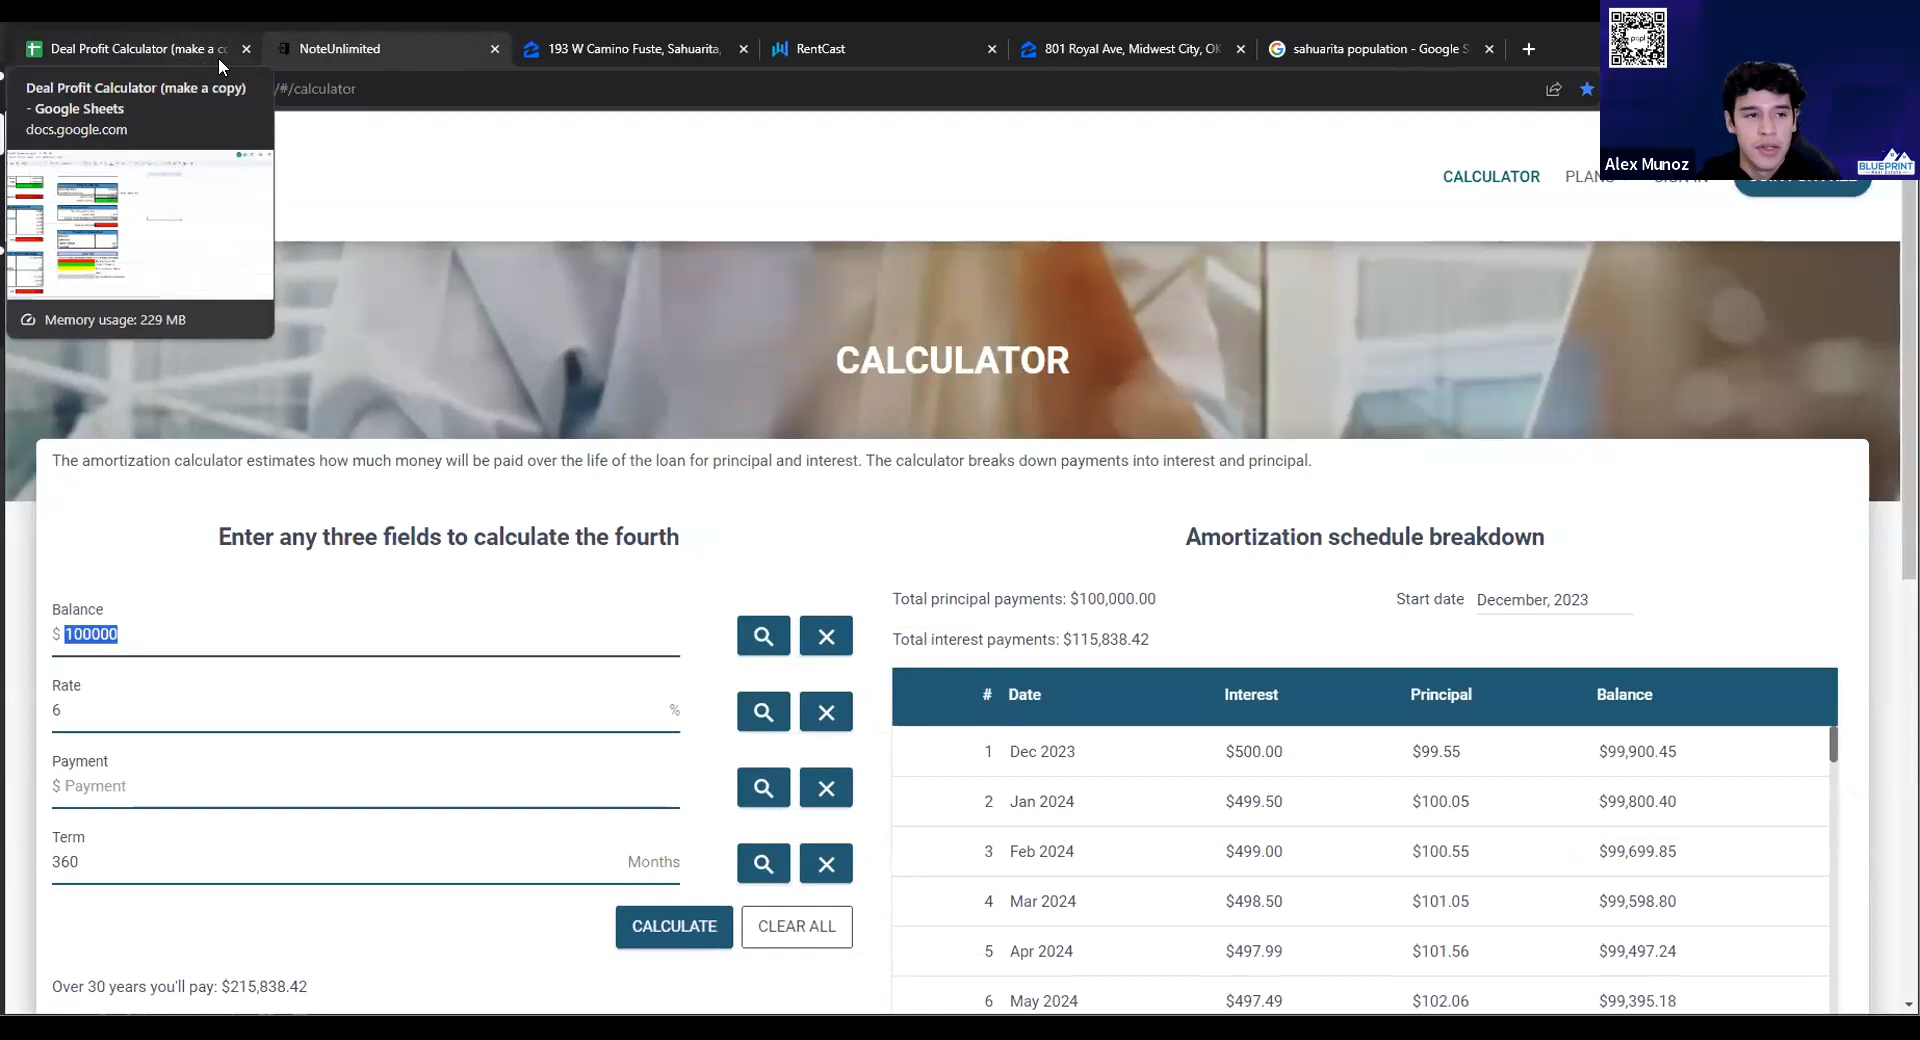 Deal Profit Calculator (make a co
NoteUnlimited
193 W Camino Fuste, Sahuarita,
RentCast
801 Royal Ave, Midwest City, OK
sahuarita population - Google S
/#/calculator
Deal Profit Calculator (make a copy)
- Google Sheets
docs.google.com
Memory usage: 229 MB
Alex Munoz
BLUEPRINT
CALCULATOR
PLANS
SIGN IN
CALCULATOR
The amortization calculator estimates how much money will be paid over the life of the loan for principal and interest. The calculator breaks down payments into interest and principal.
Enter any three fields to calculate the fourth
Balance
$ 100000
Rate
6 %
Payment
$ Payment
Term
360 Months
CALCULATE
CLEAR ALL
Over 30 years you'll pay: $215,838.42
Amortization schedule breakdown
Total principal payments: $100,000.00
Start date December, 2023
Total interest payments: $115,838.42
# Date Interest Principal Balance
1 Dec 2023 $500.00 $99.55 $99,900.45
2 Jan 2024 $499.50 $100.05 $99,800.40
3 Feb 2024 $499.00 $100.55 $99,699.85
4 Mar 2024 $498.50 $101.05 $99,598.80
5 Apr 2024 $497.99 $101.56 $99,497.24
6 May 2024 $497.49 $102.06 $99,395.18